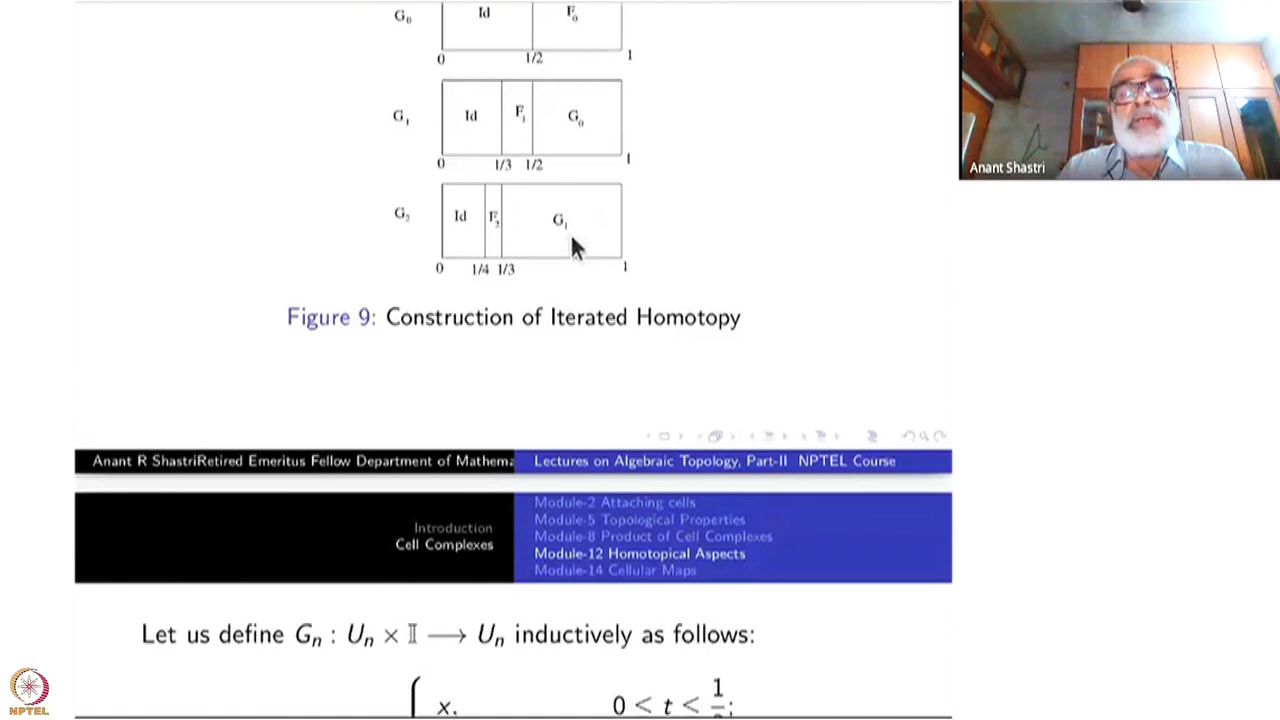 G₀ Id F₀
0 1/2 1
G₁ Id F₁ G₀
0 1/3 1/2 1
G₂ Id F₂ G₁
0 1/4 1/3 1
Figure 9: Construction of Iterated Homotopy
Anant Shastri
Anant R ShastriRetired Emeritus Fellow Department of Mathema
Lectures on Algebraic Topology, Part-II NPTEL Course
Introduction
Cell Complexes
Module-2 Attaching cells
Module-5 Topological Properties
Module-8 Product of Cell Complexes
Module-12 Homotopical Aspects
Module-14 Cellular Maps
Let us define Gₙ : Uₙ × 𝕀 ⟶ Uₙ inductively as follows:
x, 0 < t < 1
NPTEL